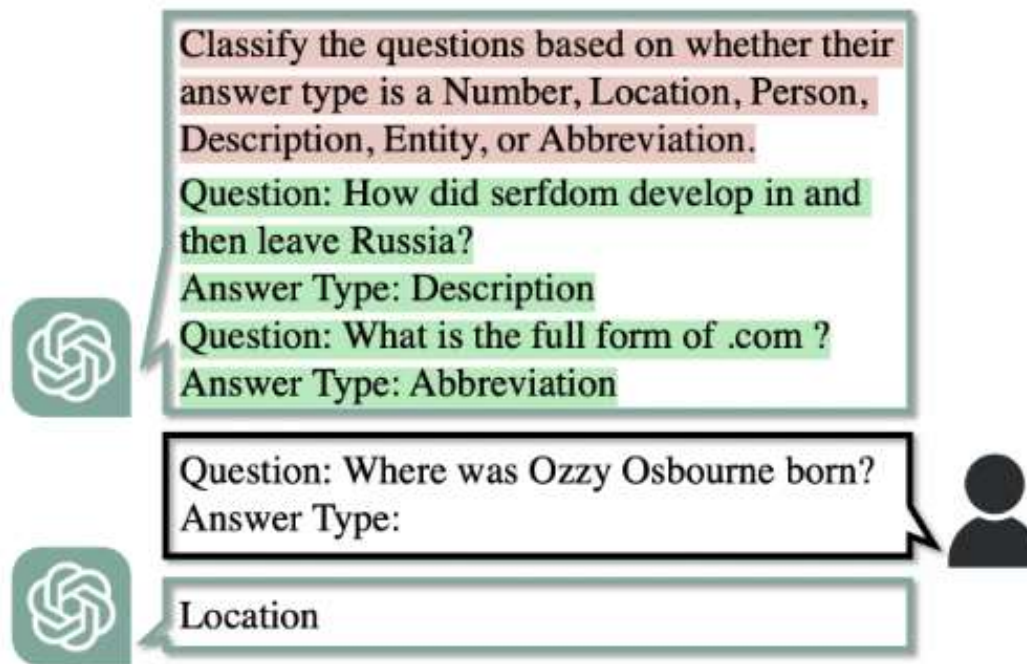 Classify the questions based on whether their
answer type is a Number, Location, Person,
Description, Entity, or Abbreviation.
Question: How did serfdom develop in and
then leave Russia?
Answer Type: Description
Question: What is the full form of .com ?
Answer Type: Abbreviation
Question: Where was Ozzy Osbourne born?
Answer Type:
Location